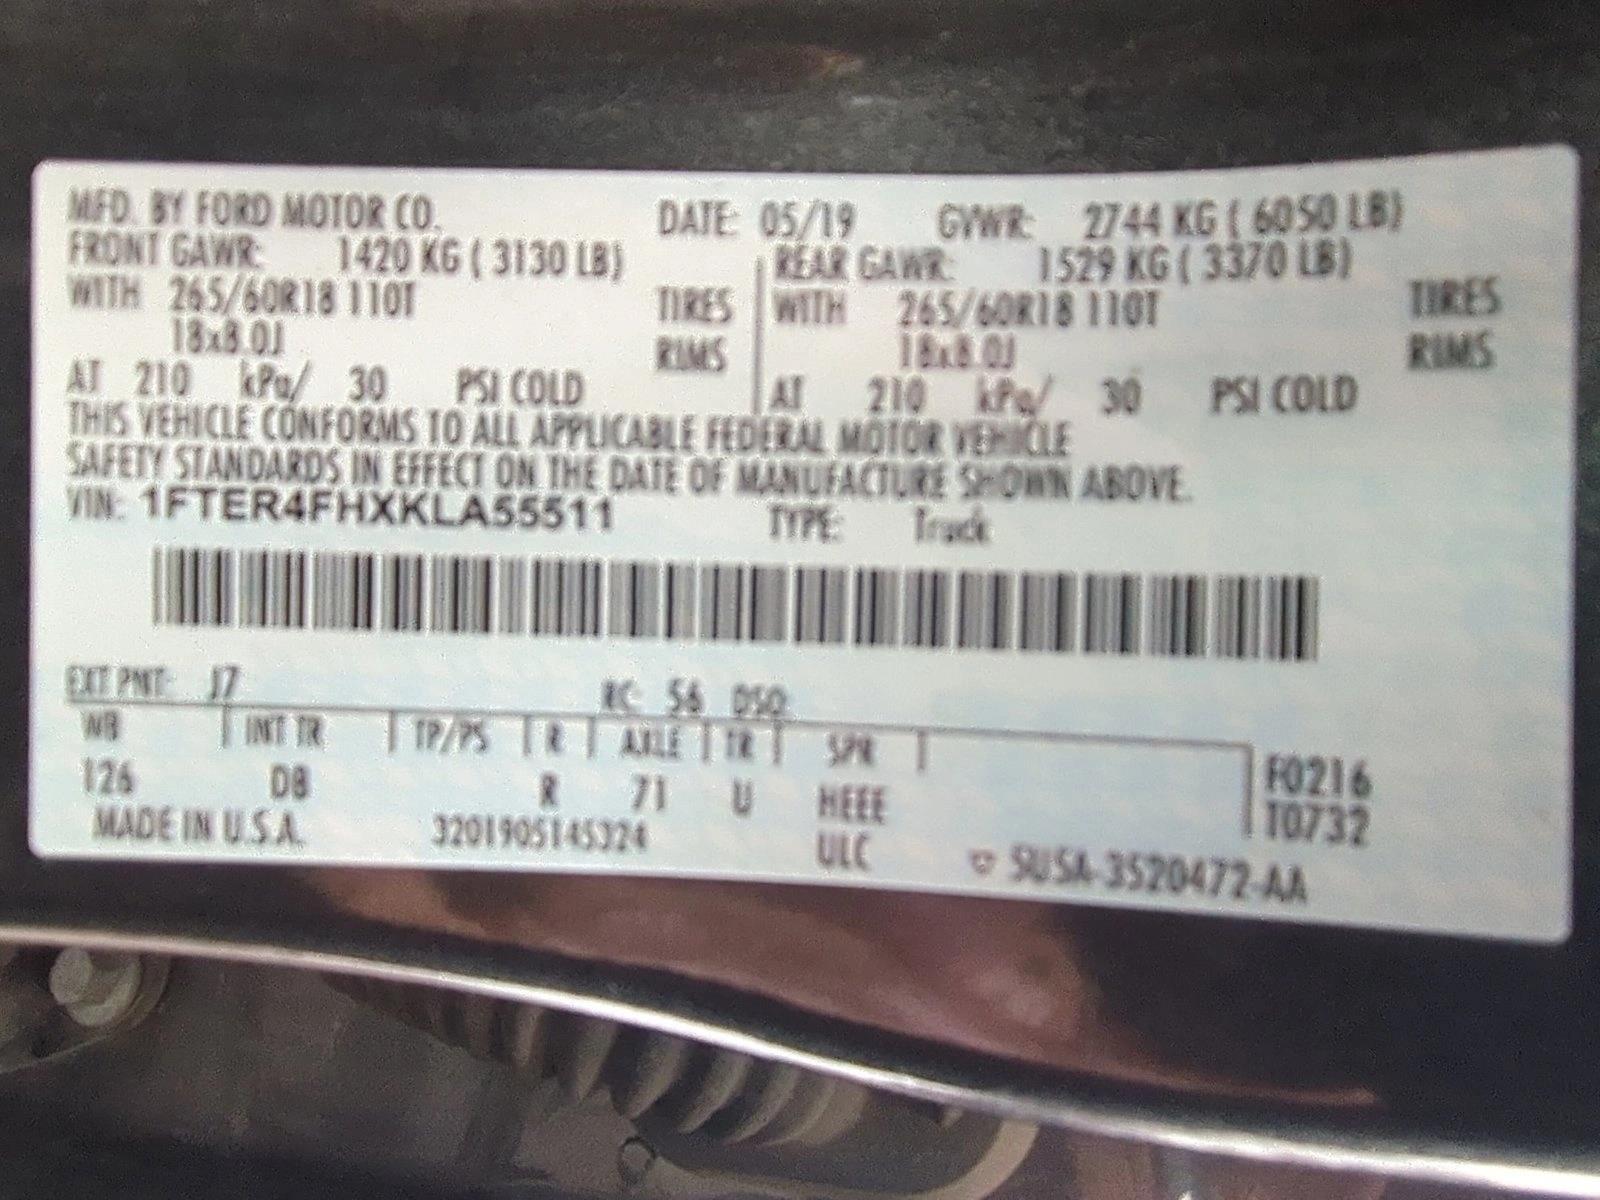 MFD. BY FORD MOTOR CO. DATE: 05/19 GVWR: 2744 KG ( 6050 LB)
FRONT GAWR: 1420 KG ( 3130 LB) REAR GAWR: 1529 KG ( 3370 LB)
WITH 265/60R18 110T TIRES WITH 265/60R18 110T TIRES
18x8.0J RIMS 18x8.0J RIMS
AT 210 kPa/ 30 PSI COLD AT 210 kPa/ 30 PSI COLD
THIS VEHICLE CONFORMS TO ALL APPLICABLE FEDERAL MOTOR VEHICLE
SAFETY STANDARDS IN EFFECT ON THE DATE OF MANUFACTURE SHOWN ABOVE.
VIN: 1FTER4FHXKLA55511 TYPE: Truck
EXT PNT: J7 RC: 56 DSO:
WB INT TR TP/PS R AXLE TR SPR
126 DB R 71 U HEEE F0216
MADE IN U.S.A. 3201905145324 ULC T0732
5USA-3520472-AA